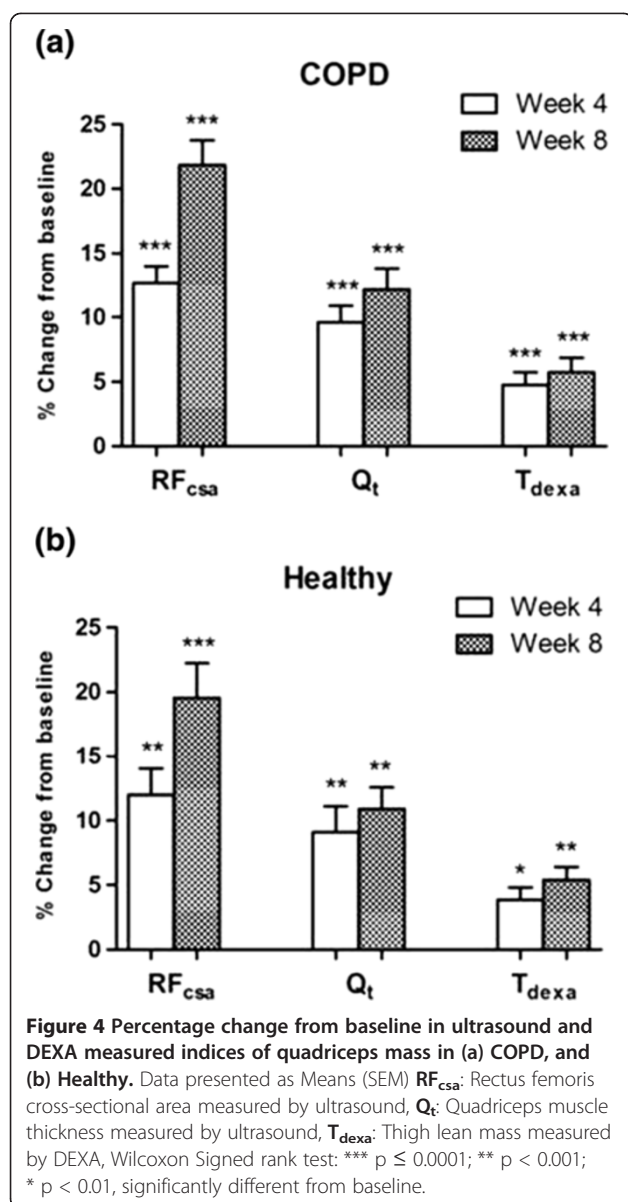 (a)
COPD
Week 4
Week 8
% Change from baseline
25
20
15
10
5
0
***
***
***
***
***
***
RFcsa
Qt
Tdexa
(b)
Healthy
Week 4
Week 8
% Change from baseline
25
20
15
10
5
0
**
***
**
**
*
**
RFcsa
Qt
Tdexa
Figure 4 Percentage change from baseline in ultrasound and
DEXA measured indices of quadriceps mass in (a) COPD, and
(b) Healthy. Data presented as Means (SEM) RFcsa: Rectus femoris
cross-sectional area measured by ultrasound, Qt: Quadriceps muscle
thickness measured by ultrasound, Tdexa: Thigh lean mass measured
by DEXA, Wilcoxon Signed rank test: *** p ≤ 0.0001; ** p < 0.001;
* p < 0.01, significantly different from baseline.